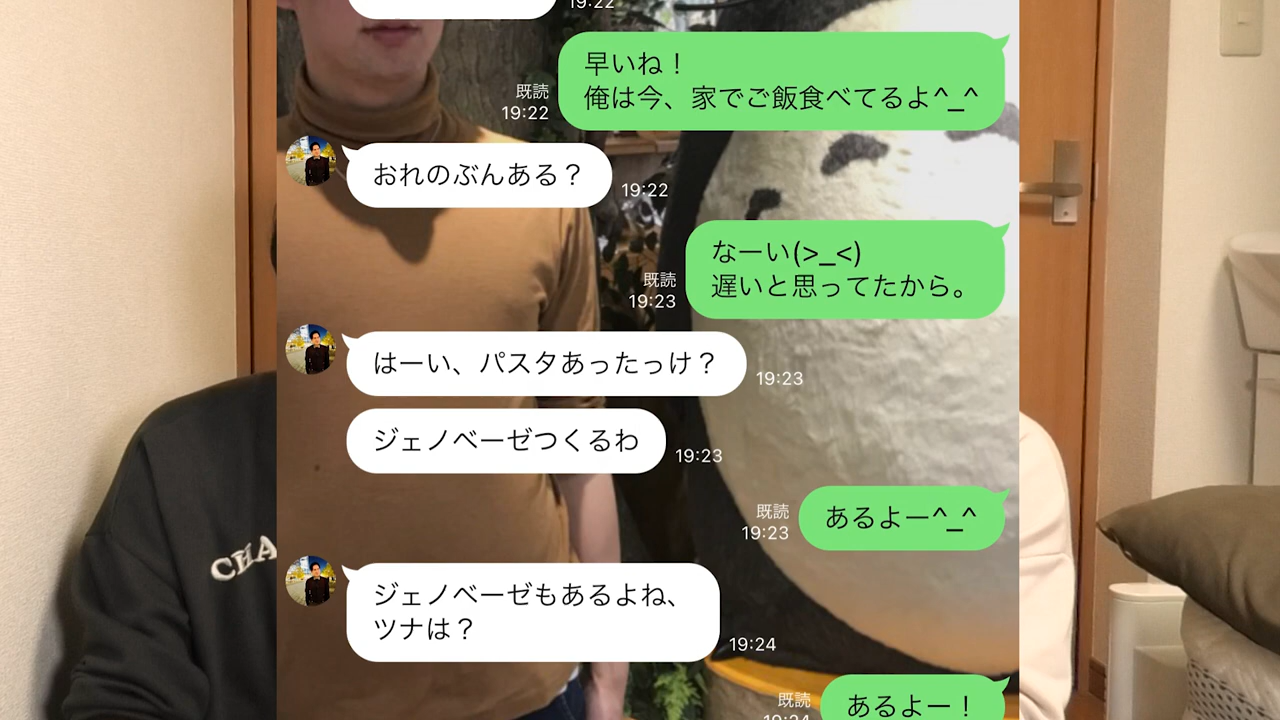 19:22
早いね！
俺は今、家でご飯食べてるよ^_^
既読
19:22
おれのぶんある？
19:22
なーい(>_<)
遅いと思ってたから。
既読
19:23
はーい、パスタあったっけ？
19:23
ジェノベーゼつくるわ
19:23
あるよー^_^
既読
19:23
CHA
ジェノベーゼもあるよね、
ツナは？
19:24
あるよー！
既読
19:24